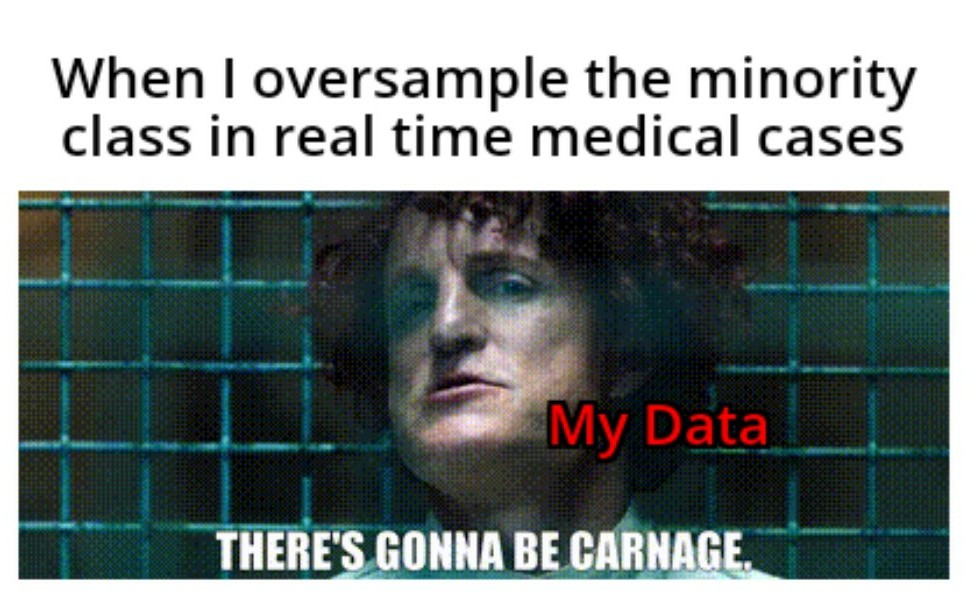 When I oversample the minority
class in real time medical cases
My Data
THERE'S GONNA BE CARNAGE.